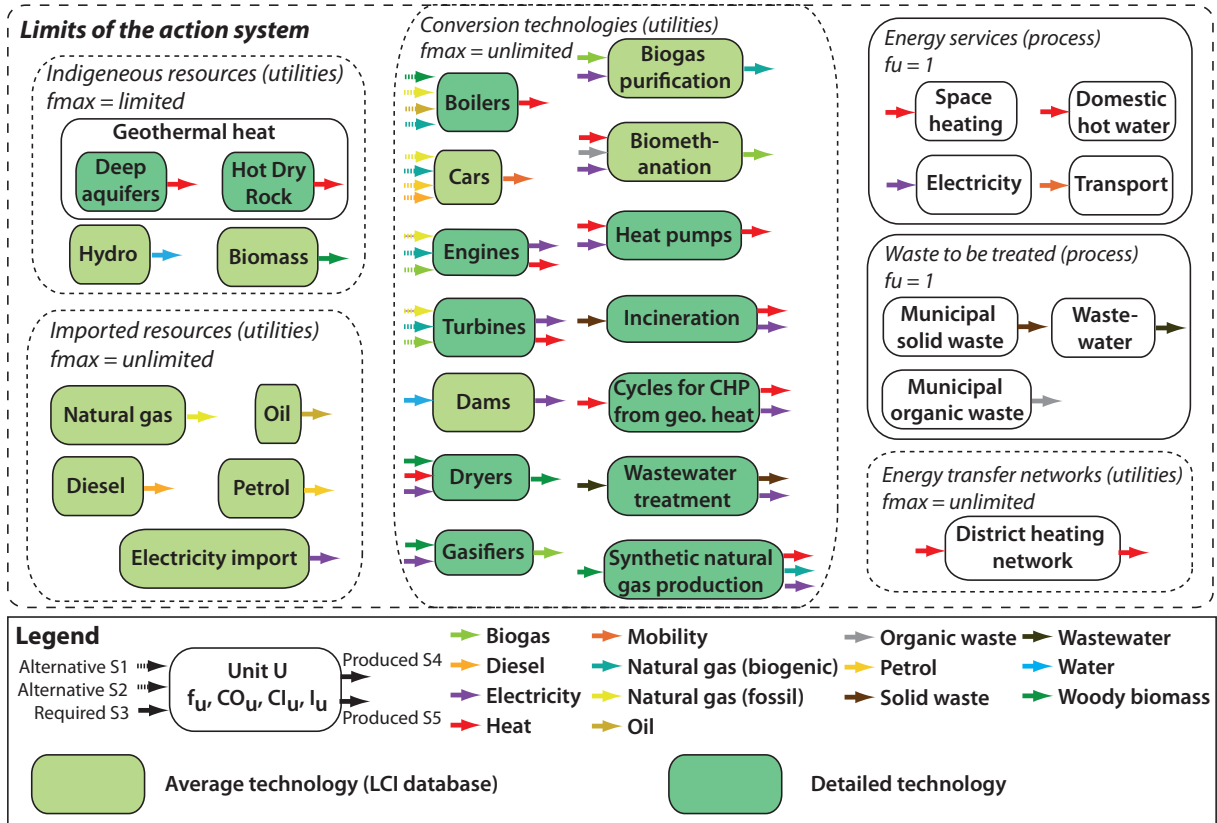 Limits of the action system
Indigeneous resources (utilities)
fmax = limited
Geothermal heat
Deep
aquifers
Hot Dry
Rock
Hydro
Biomass
Imported resources (utilities)
fmax = unlimited
Natural gas
Oil
Diesel
Petrol
Electricity import
Conversion technologies (utilities)
fmax = unlimited
Boilers
Cars
Engines
Turbines
Dams
Dryers
Gasifiers
Biogas
purification
Biometh-
anation
Heat pumps
Incineration
Cycles for CHP
from geo. heat
Wastewater
treatment
Synthetic natural
gas production
Energy services (process)
fu = 1
Space
heating
Domestic
hot water
Electricity
Transport
Waste to be treated (process)
fu = 1
Municipal
solid waste
Waste-
water
Municipal
organic waste
Energy transfer networks (utilities)
fmax = unlimited
District heating
network
Legend
Alternative S1
Alternative S2
Required S3
Unit U
fu, COu, CIu, Iu
Produced S4
Produced S5
Biogas
Diesel
Electricity
Heat
Mobility
Natural gas (biogenic)
Natural gas (fossil)
Oil
Organic waste
Petrol
Solid waste
Wastewater
Water
Woody biomass
Average technology (LCI database)
Detailed technology